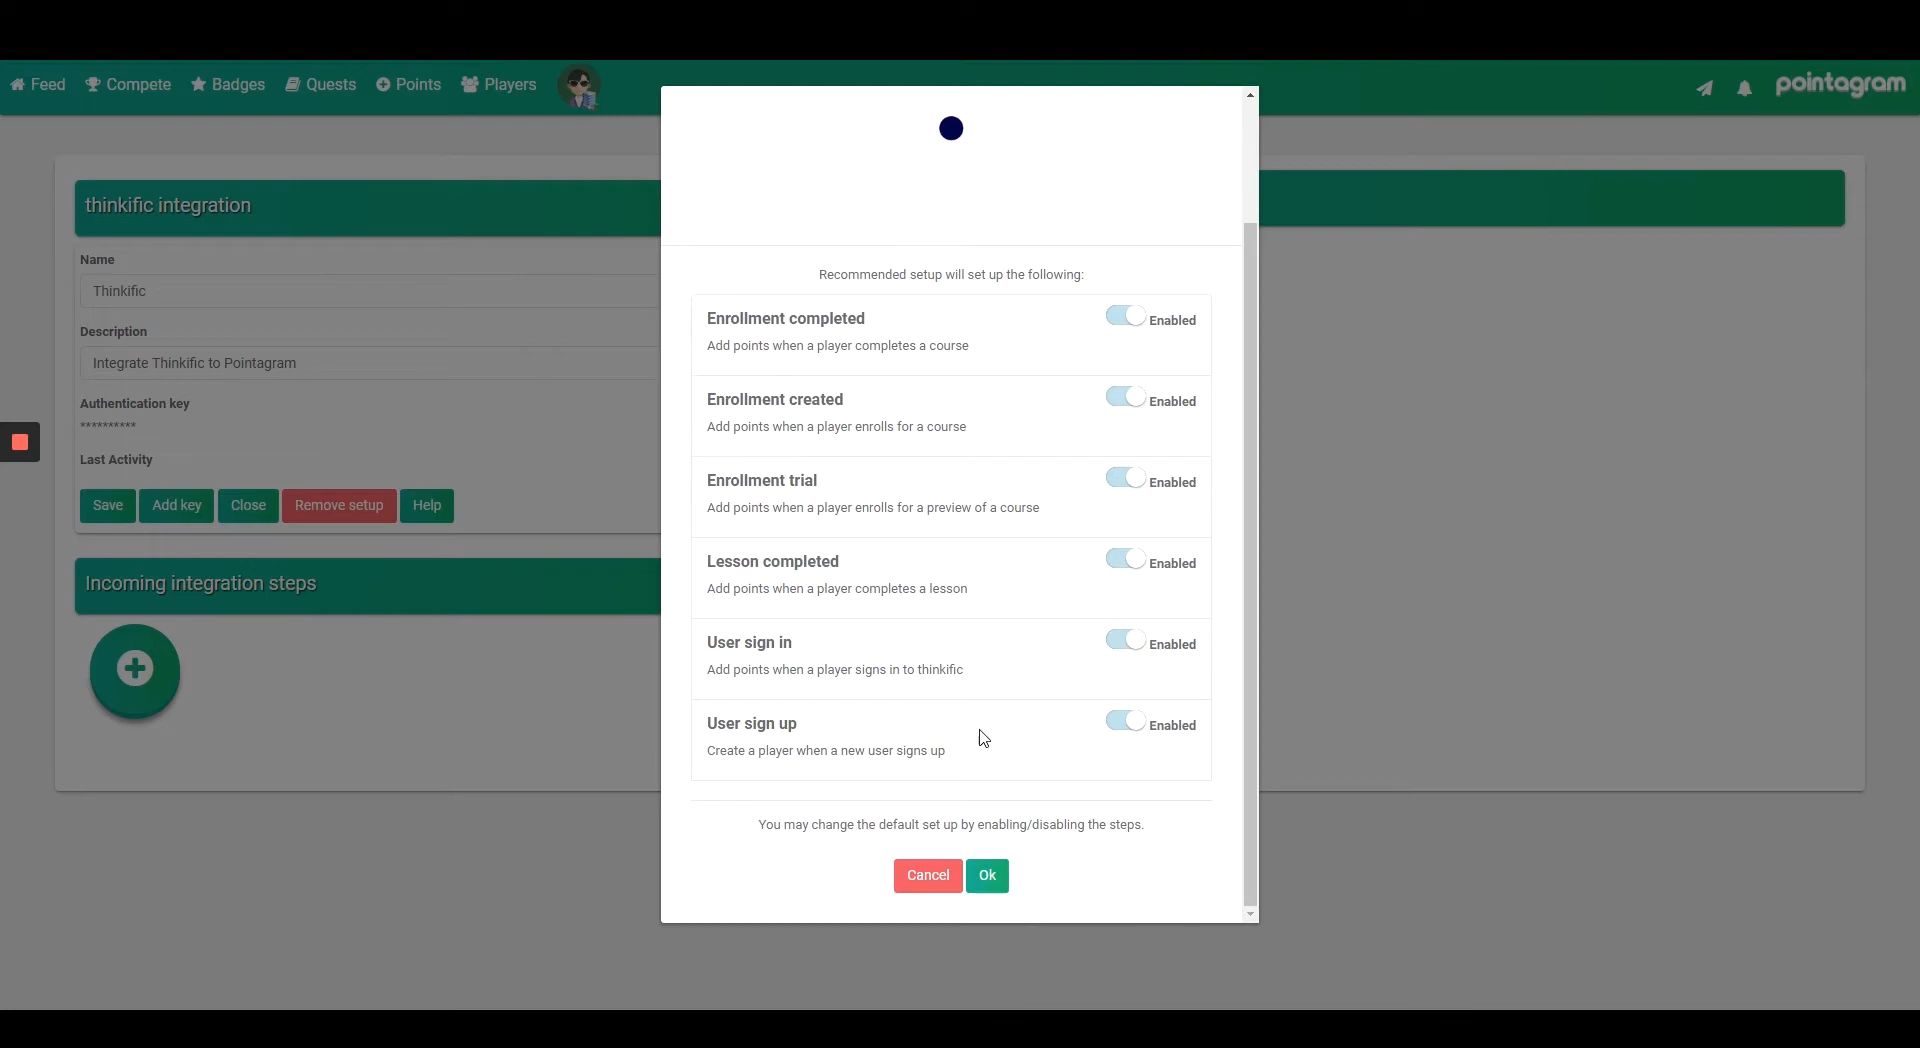 Feed Compete Badges Quests Points Players
pointagram
thinkific integration
Name
Thinkific
Description
Integrate Thinkific to Pointagram
Authentication key
**********
Last Activity
Save Add key Close Remove setup Help
Incoming integration steps
Recommended setup will set up the following:
Enrollment completed Enabled
Add points when a player completes a course
Enrollment created Enabled
Add points when a player enrolls for a course
Enrollment trial Enabled
Add points when a player enrolls for a preview of a course
Lesson completed Enabled
Add points when a player completes a lesson
User sign in Enabled
Add points when a player signs in to thinkific
User sign up Enabled
Create a player when a new user signs up
You may change the default set up by enabling/disabling the steps.
Cancel Ok